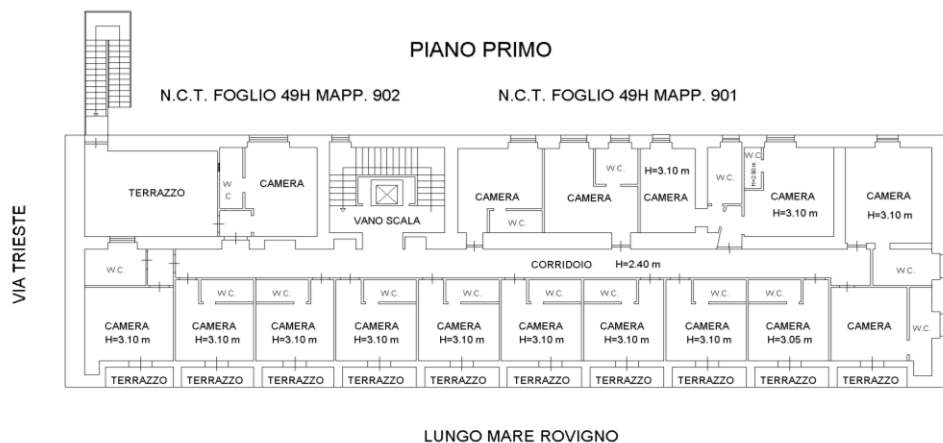 PIANO PRIMO
N.C.T. FOGLIO 49H MAPP. 902
N.C.T. FOGLIO 49H MAPP. 901
VIA TRIESTE
TERRAZZO
W.
C
CAMERA
VANO SCALA
CAMERA
W.C.
CAMERA
W.C.
H=3.10 m
CAMERA
W.C.
W.C.
CAMERA
H=3.10 m
CAMERA
H=3.10 m
W.C.
CORRIDOIO H=2.40 m
W.C.
W.C.
W.C.
W.C.
W.C.
W.C.
W.C.
W.C.
W.C.
W.C.
CAMERA
H=3.10 m
CAMERA
H=3.10 m
CAMERA
H=3.10 m
CAMERA
H=3.10 m
CAMERA
H=3.10 m
CAMERA
H=3.10 m
CAMERA
H=3.10 m
CAMERA
H=3.10 m
CAMERA
H=3.05 m
CAMERA
TERRAZZO
TERRAZZO
TERRAZZO
TERRAZZO
TERRAZZO
TERRAZZO
TERRAZZO
TERRAZZO
TERRAZZO
TERRAZZO
LUNGO MARE ROVIGNO